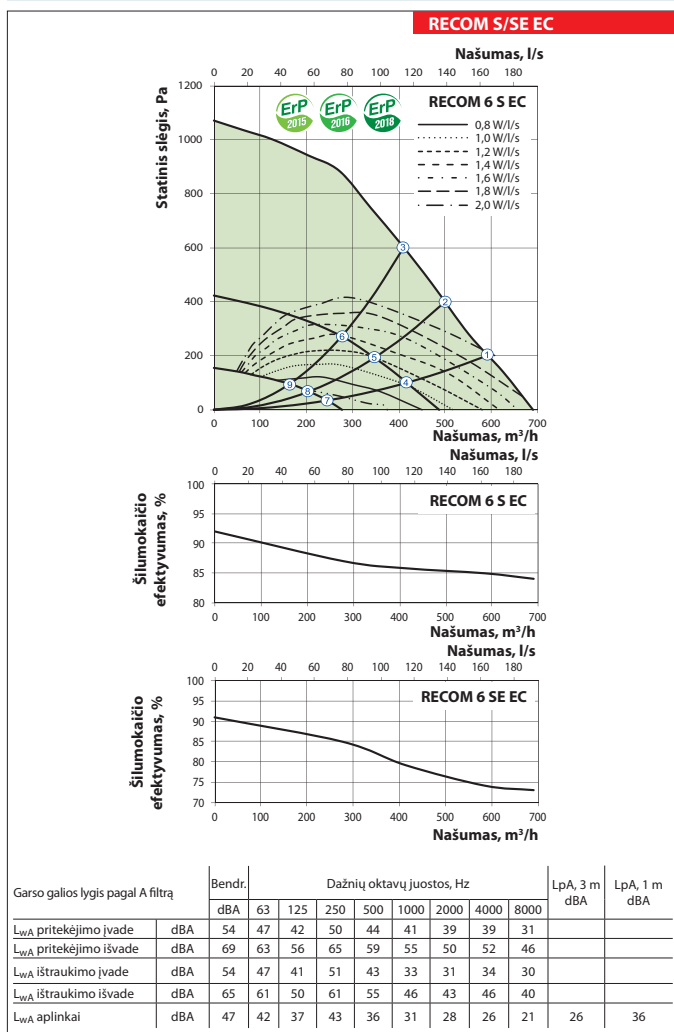 RECOM S/SE EC
Našumas, l/s
0 20 40 60 80 100 120 140 160 180
Statinis slėgis, Pa
1200
1000
800
600
400
200
0
ErP 2015
ErP 2016
ErP 2018
RECOM 6 S EC
0,8 W/l/s
1,0 W/l/s
1,2 W/l/s
1,4 W/l/s
1,6 W/l/s
1,8 W/l/s
2,0 W/l/s
3
2
1
6
5
4
9
8
7
0 100 200 300 400 500 600 700
Našumas, m³/h
Našumas, l/s
0 20 40 60 80 100 120 140 160 180
Šilumokaičio
efektyvumas, %
100
95
90
85
80
RECOM 6 S EC
0 100 200 300 400 500 600 700
Našumas, m³/h
Našumas, l/s
0 20 40 60 80 100 120 140 160 180
Šilumokaičio
efektyvumas, %
100
95
90
85
80
75
70
RECOM 6 SE EC
0 100 200 300 400 500 600 700
Našumas, m³/h
Garso galios lygis pagal A filtrą Bendr. Dažnių oktavų juostos, Hz LpA, 3 m dBA LpA, 1 m dBA
dBA 63 125 250 500 1000 2000 4000 8000
LwA pritekėjimo įvade dBA 54 47 42 50 44 41 39 39 31
LwA pritekėjimo išvade dBA 69 63 56 65 59 55 50 52 46
LwA ištraukimo įvade dBA 54 47 41 51 43 33 31 34 30
LwA ištraukimo išvade dBA 65 61 50 61 55 46 43 46 40
LwA aplinkai dBA 47 42 37 43 36 31 28 26 21 26 36